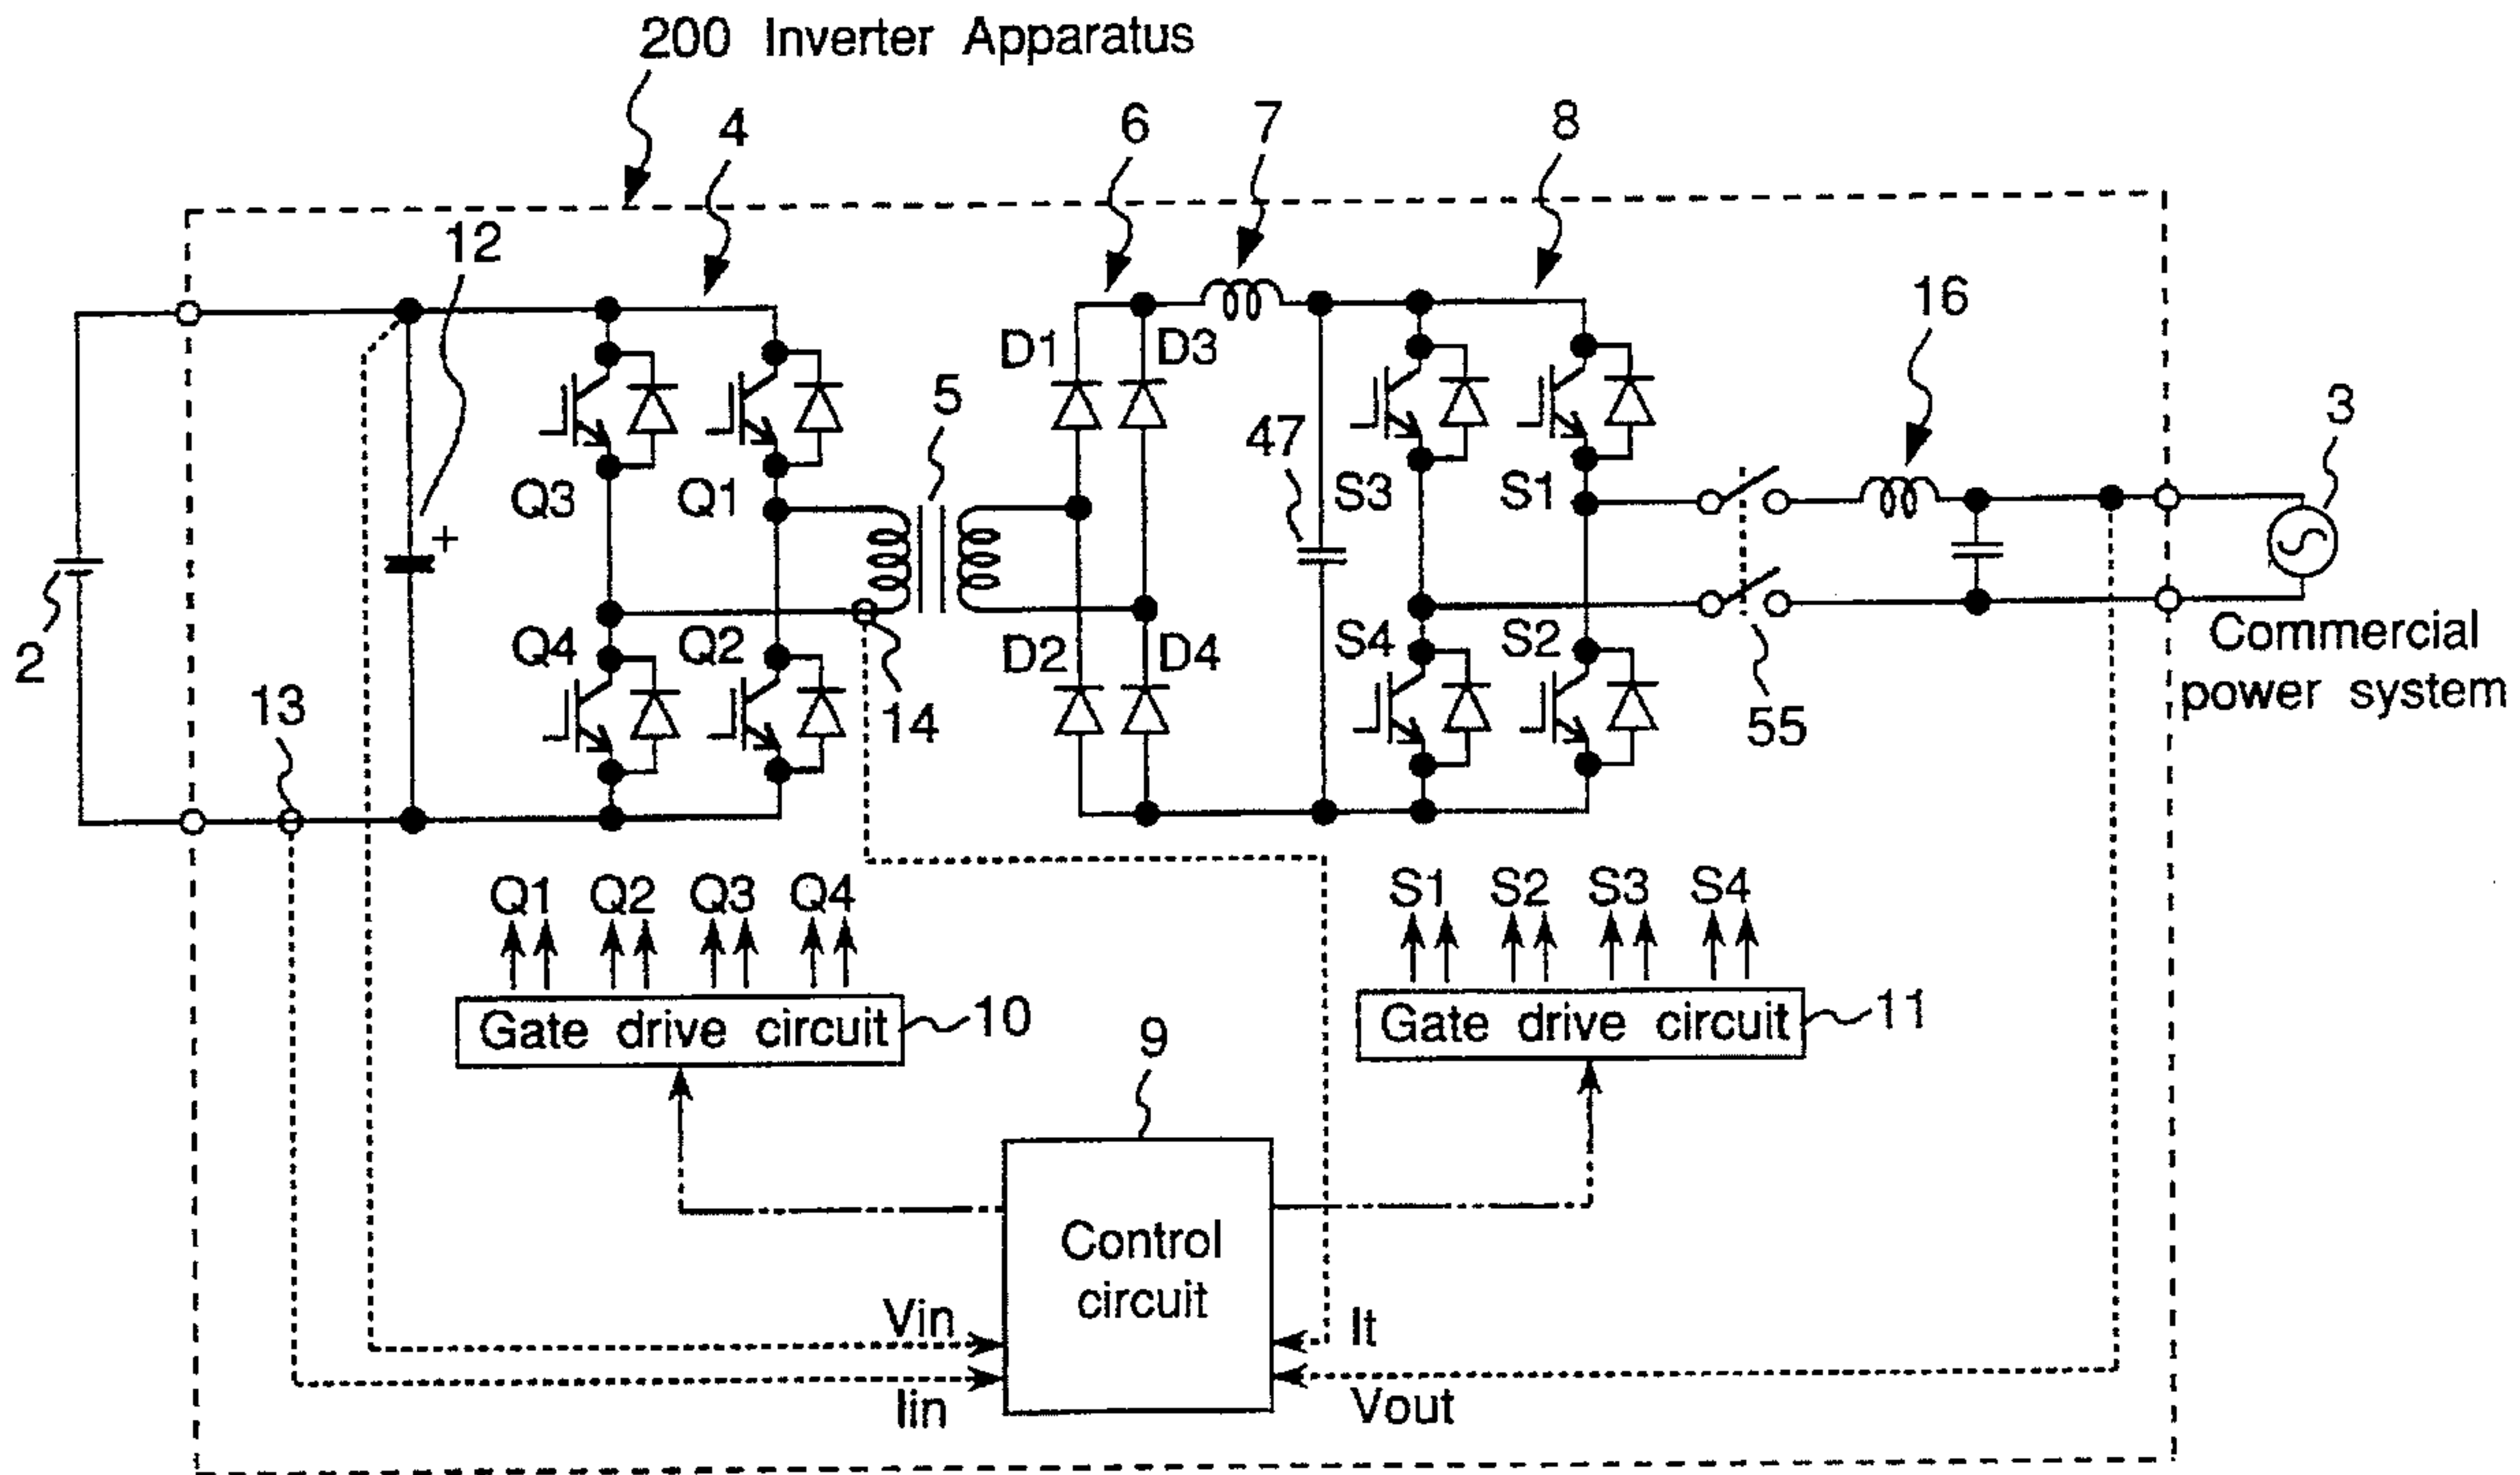 200 Inverter Apparatus
4
6
7
8
12
16
D1
D3
5
3
47
+
Q3
Q1
S3
S1
2
Q4
Q2
D2
D4
S4
S2
Commercial
power system
13
14
55
Q1 Q2 Q3 Q4
S1 S2 S3 S4
Gate drive circuit
10
Gate drive circuit
11
9
Control
circuit
Vin
It
Iin
Vout